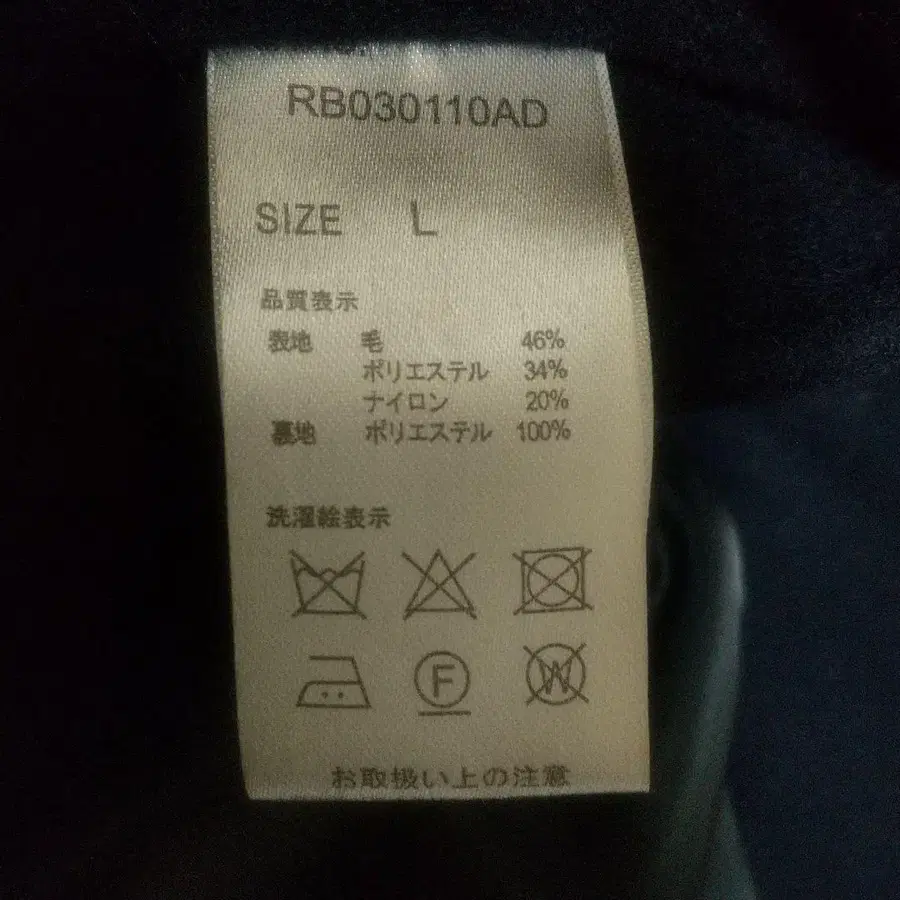 RB030110AD
SIZE L
品質表示
表地 毛 46%
ポリエステル 34%
ナイロン 20%
裏地 ポリエステル 100%
洗濯絵表示
F W
お取扱い上の注意